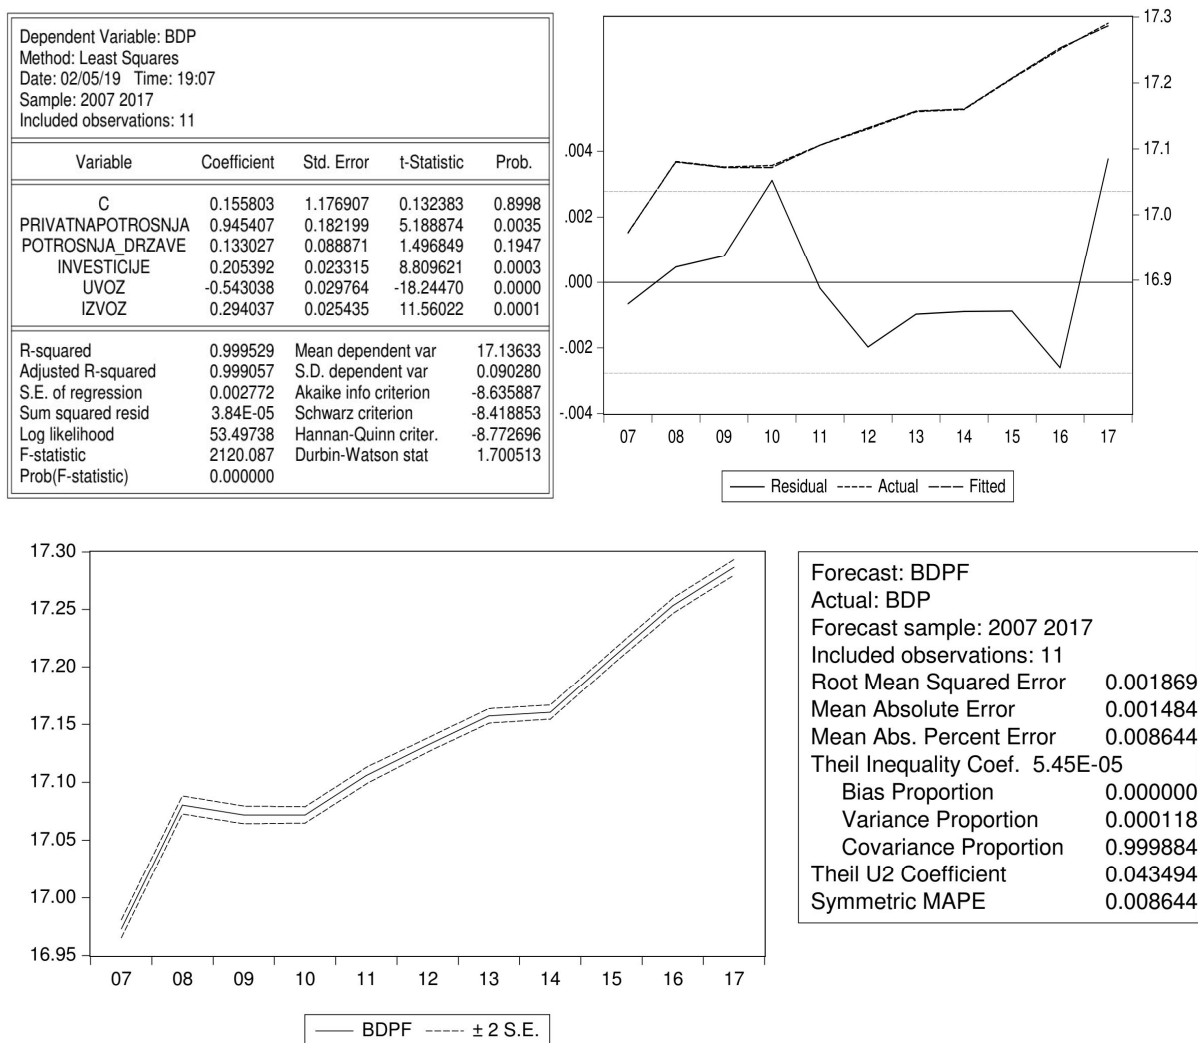 Dependent Variable: BDP
Method: Least Squares
Date: 02/05/19 Time: 19:07
Sample: 2007 2017
Included observations: 11
Variable Coefficient Std. Error t-Statistic Prob.
C 0.155803 1.176907 0.132383 0.8998
PRIVATNAPOTROSNJA 0.945407 0.182199 5.188874 0.0035
POTROSNJA_DRZAVE 0.133027 0.088871 1.496849 0.1947
INVESTICIJE 0.205392 0.023315 8.809621 0.0003
UVOZ -0.543038 0.029764 -18.24470 0.0000
IZVOZ 0.294037 0.025435 11.56022 0.0001
R-squared 0.999529 Mean dependent var 17.13633
Adjusted R-squared 0.999057 S.D. dependent var 0.090280
S.E. of regression 0.002772 Akaike info criterion -8.635887
Sum squared resid 3.84E-05 Schwarz criterion -8.418853
Log likelihood 53.49738 Hannan-Quinn criter. -8.772696
F-statistic 2120.087 Durbin-Watson stat 1.700513
Prob(F-statistic) 0.000000
17.3
17.2
17.1
17.0
16.9
.004
.002
.000
-.002
-.004
07 08 09 10 11 12 13 14 15 16 17
Residual Actual Fitted
17.30
17.25
17.20
17.15
17.10
17.05
17.00
16.95
07 08 09 10 11 12 13 14 15 16 17
BDPF ± 2 S.E.
Forecast: BDPF
Actual: BDP
Forecast sample: 2007 2017
Included observations: 11
Root Mean Squared Error 0.001869
Mean Absolute Error 0.001484
Mean Abs. Percent Error 0.008644
Theil Inequality Coef. 5.45E-05
Bias Proportion 0.000000
Variance Proportion 0.000118
Covariance Proportion 0.999884
Theil U2 Coefficient 0.043494
Symmetric MAPE 0.008644